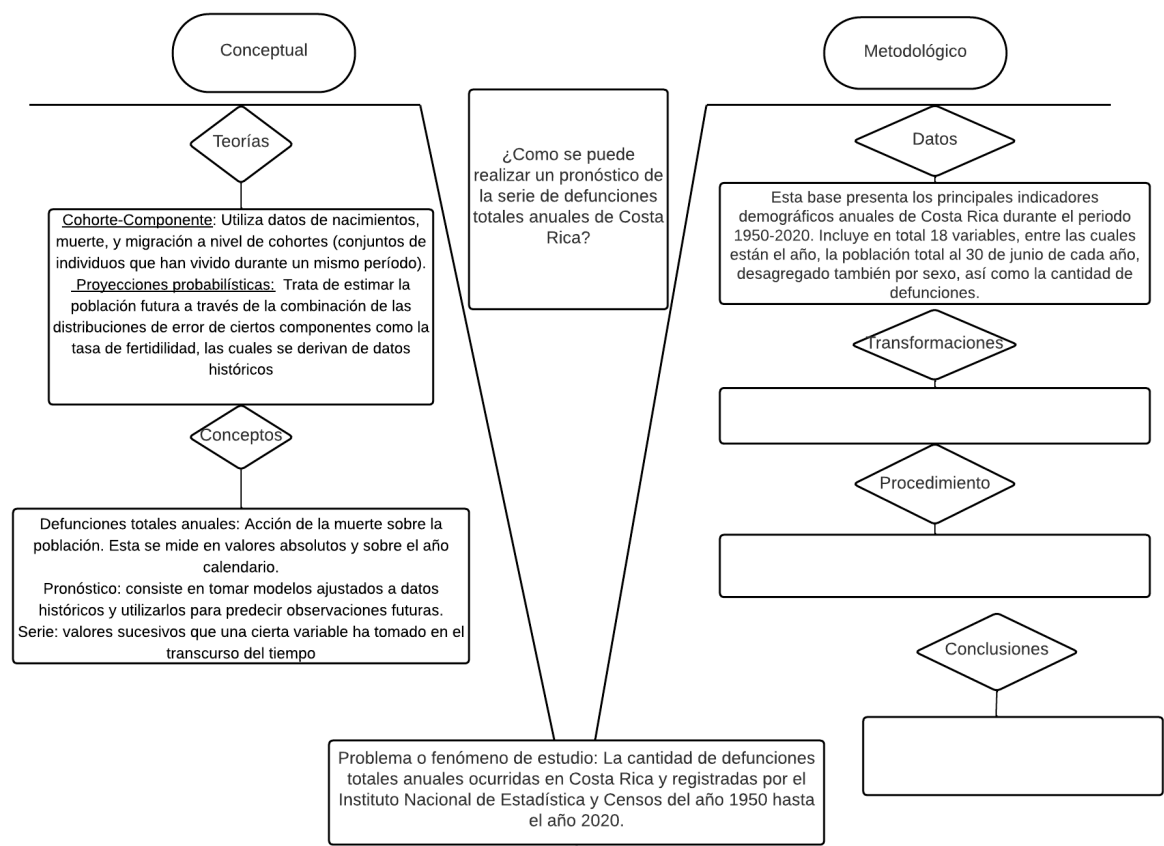 Conceptual
Teorías
Cohorte-Componente: Utiliza datos de nacimientos,
muerte, y migración a nivel de cohortes (conjuntos de
individuos que han vivido durante un mismo período).
Proyecciones probabilísticas: Trata de estimar la
población futura a través de la combinación de las
distribuciones de error de ciertos componentes como la
tasa de fertidilidad, las cuales se derivan de datos
históricos
Conceptos
Defunciones totales anuales: Acción de la muerte sobre la
población. Esta se mide en valores absolutos y sobre el año
calendario.
Pronóstico: consiste en tomar modelos ajustados a datos
históricos y utilizarlos para predecir observaciones futuras.
Serie: valores sucesivos que una cierta variable ha tomado en el
transcurso del tiempo
¿Como se puede
realizar un pronóstico de
la serie de defunciones
totales anuales de Costa
Rica?
Metodológico
Datos
Esta base presenta los principales indicadores
demográficos anuales de Costa Rica durante el periodo
1950-2020. Incluye en total 18 variables, entre las cuales
están el año, la población total al 30 de junio de cada año,
desagregado también por sexo, así como la cantidad de
defunciones.
Transformaciones
Procedimiento
Conclusiones
Problema o fenómeno de estudio: La cantidad de defunciones
totales anuales ocurridas en Costa Rica y registradas por el
Instituto Nacional de Estadística y Censos del año 1950 hasta
el año 2020.